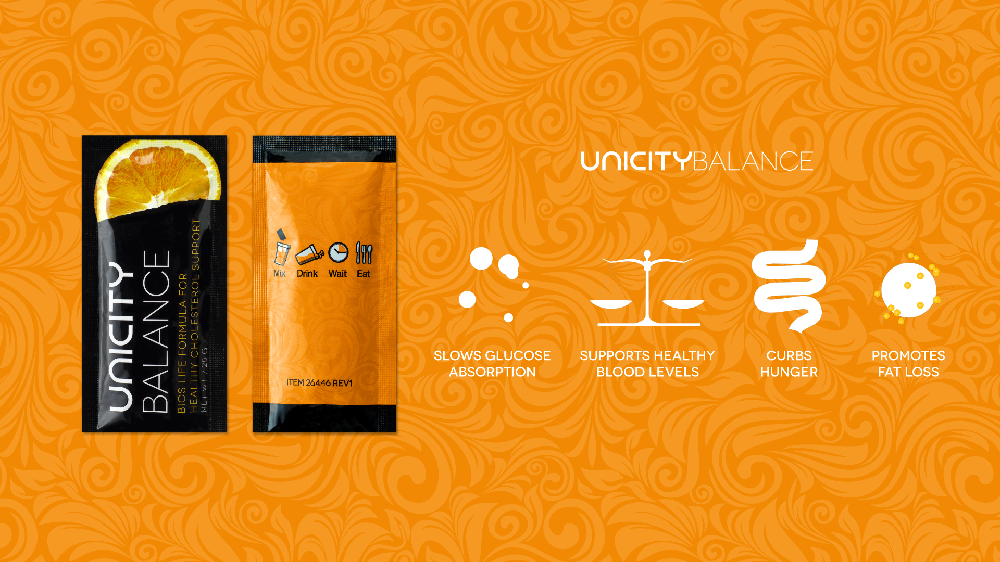 UNICITY
BALANCE
BIOS LIFE FORMULA FOR
HEALTHY CHOLESTEROL SUPPORT
NET WT 7.25 G
Mix Drink Wait Eat
ITEM 26446 REV1
UNICITYBALANCE
SLOWS GLUCOSE
ABSORPTION
SUPPORTS HEALTHY
BLOOD LEVELS
CURBS
HUNGER
PROMOTES
FAT LOSS